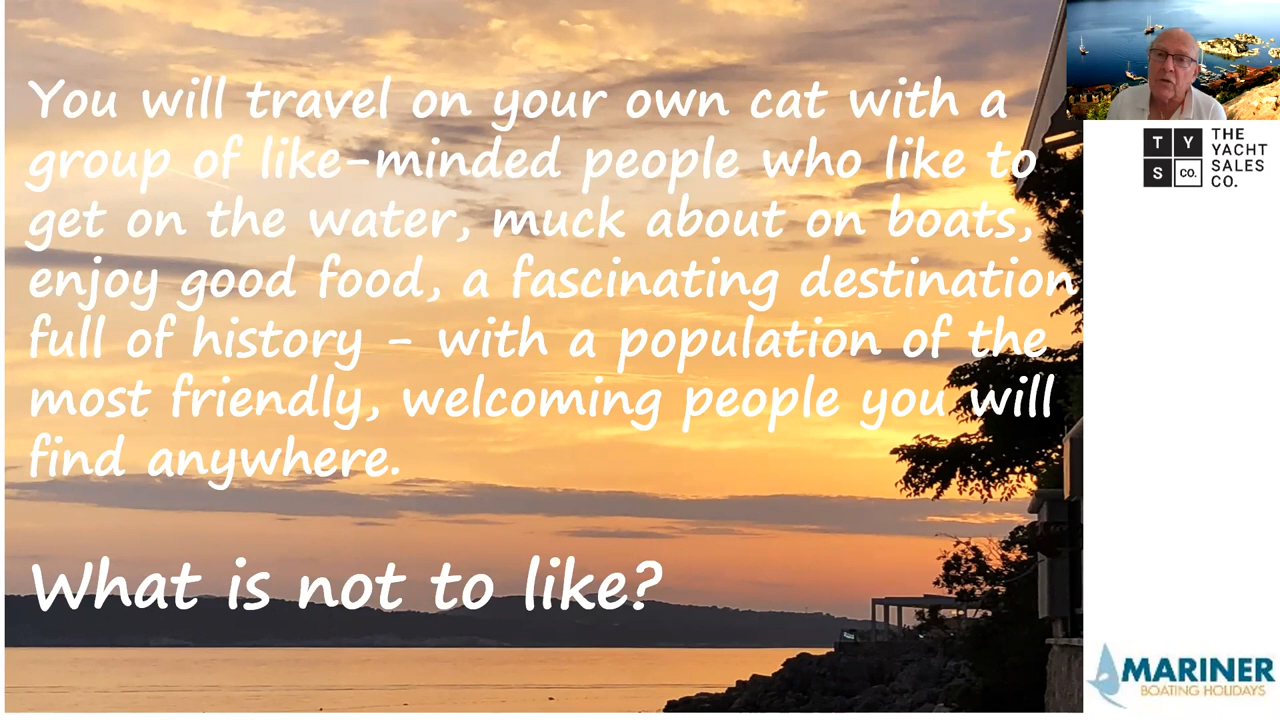 You will travel on your own cat with a
group of like-minded people who like to
get on the water, muck about on boats,
enjoy good food, a fascinating destination
full of history - with a population of the
most friendly, welcoming people you will
find anywhere.
What is not to like?
T Y
S CO.
THE
YACHT
SALES
CO.
MARINER
BOATING HOLIDAYS